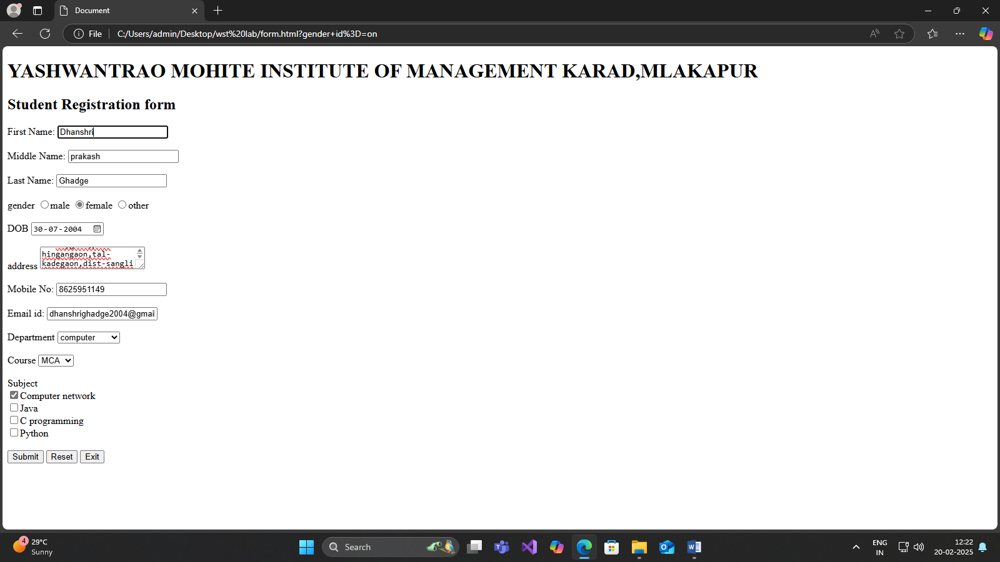 Document
File
C:/Users/admin/Desktop/wst%20lab/form.html?gender+id%3D=on
YASHWANTRAO MOHITE INSTITUTE OF MANAGEMENT KARAD,MLAKAPUR
Student Registration form
First Name: Dhanshri
Middle Name: prakash
Last Name: Ghadge
gender male female other
DOB 30-07-2004
hingangaon,tal-
address kadegaon,dist-sangli
Mobile No: 8625951149
Email id: dhanshrighadge2004@gmai
Department computer
Course MCA
Subject
Computer network
Java
C programming
Python
Submit Reset Exit
4
29°C
Sunny
Search
ENG
IN
12:22
20-02-2025